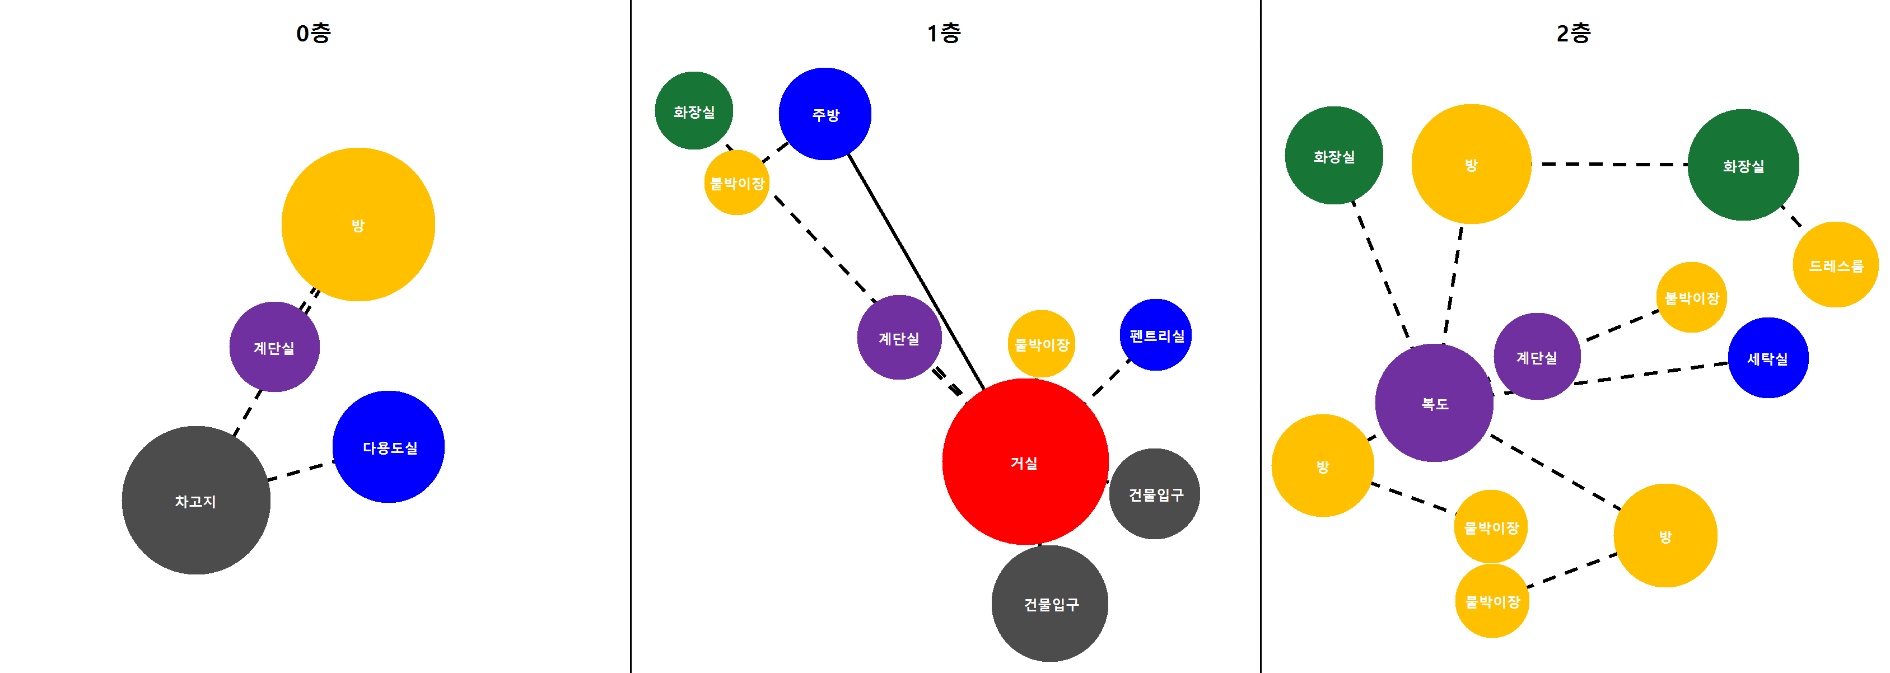 0층
방
계단실
다용도실
차고지
1층
화장실
주방
붙박이장
계단실
붙박이장
펜트리실
거실
건물입구
건물입구
2층
화장실
방
화장실
드레스룸
붙박이장
계단실
세탁실
복도
방
붙박이장
방
붙박이장